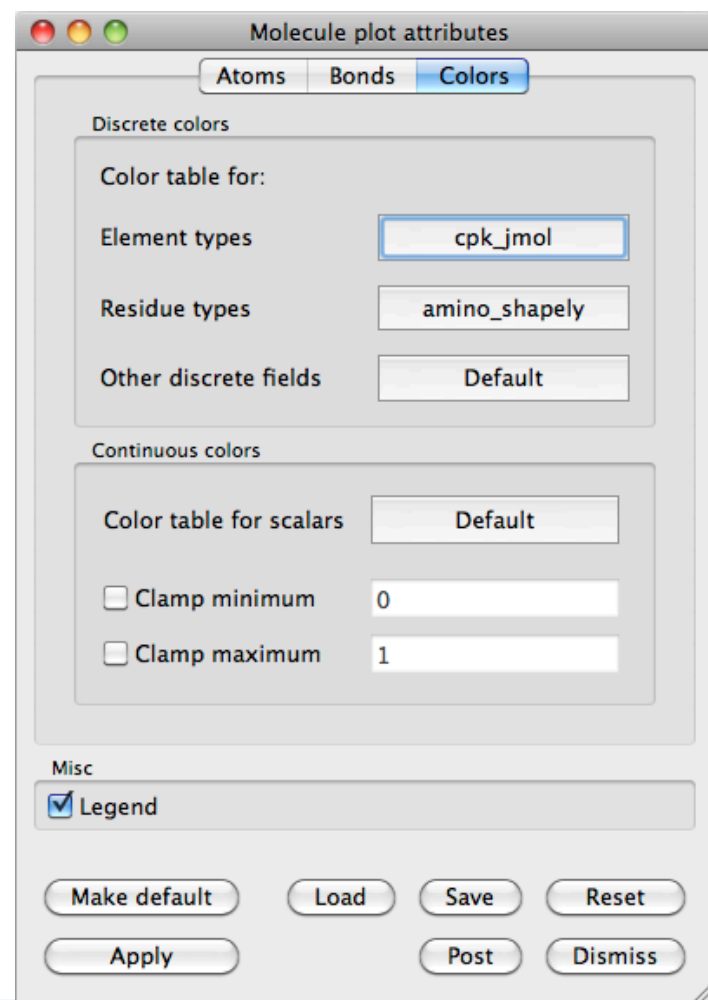 Molecule plot attributes
Atoms Bonds Colors
Discrete colors
Color table for:
Element types cpk_jmol
Residue types amino_shapely
Other discrete fields Default
Continuous colors
Color table for scalars Default
Clamp minimum 0
Clamp maximum 1
Misc
Legend
Make default Load Save Reset
Apply Post Dismiss